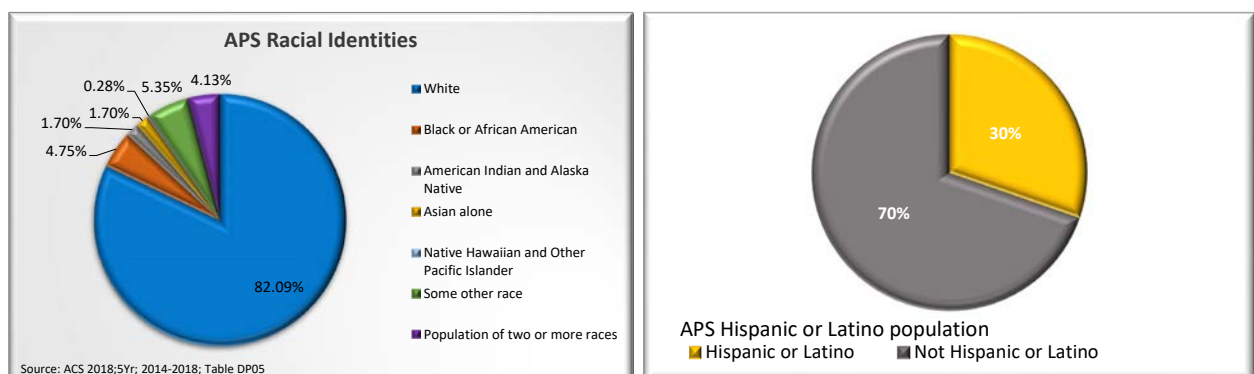 APS Racial Identities
0.28%
5.35%
4.13%
1.70%
1.70%
4.75%
82.09%
White
Black or African American
American Indian and Alaska
Native
Asian alone
Native Hawaiian and Other
Pacific Islander
Some other race
Population of two or more races
Source: ACS 2018;5Yr; 2014-2018; Table DP05
30%
70%
APS Hispanic or Latino population
Hispanic or Latino Not Hispanic or Latino